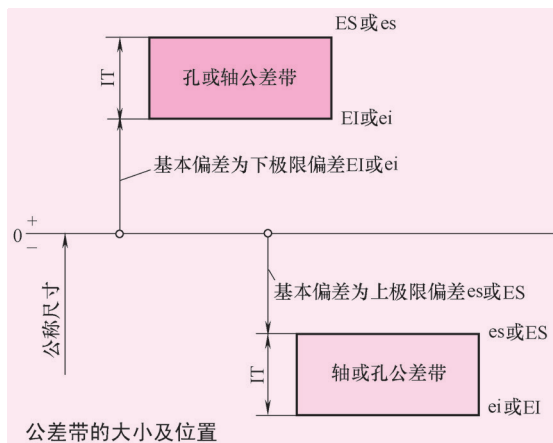 ES或es
IT
孔或轴公差带
EI或ei
基本偏差为下极限偏差EI或ei
0
+
−
公称尺寸
基本偏差为上极限偏差es或ES
es或ES
IT
轴或孔公差带
ei或EI
公差带的大小及位置